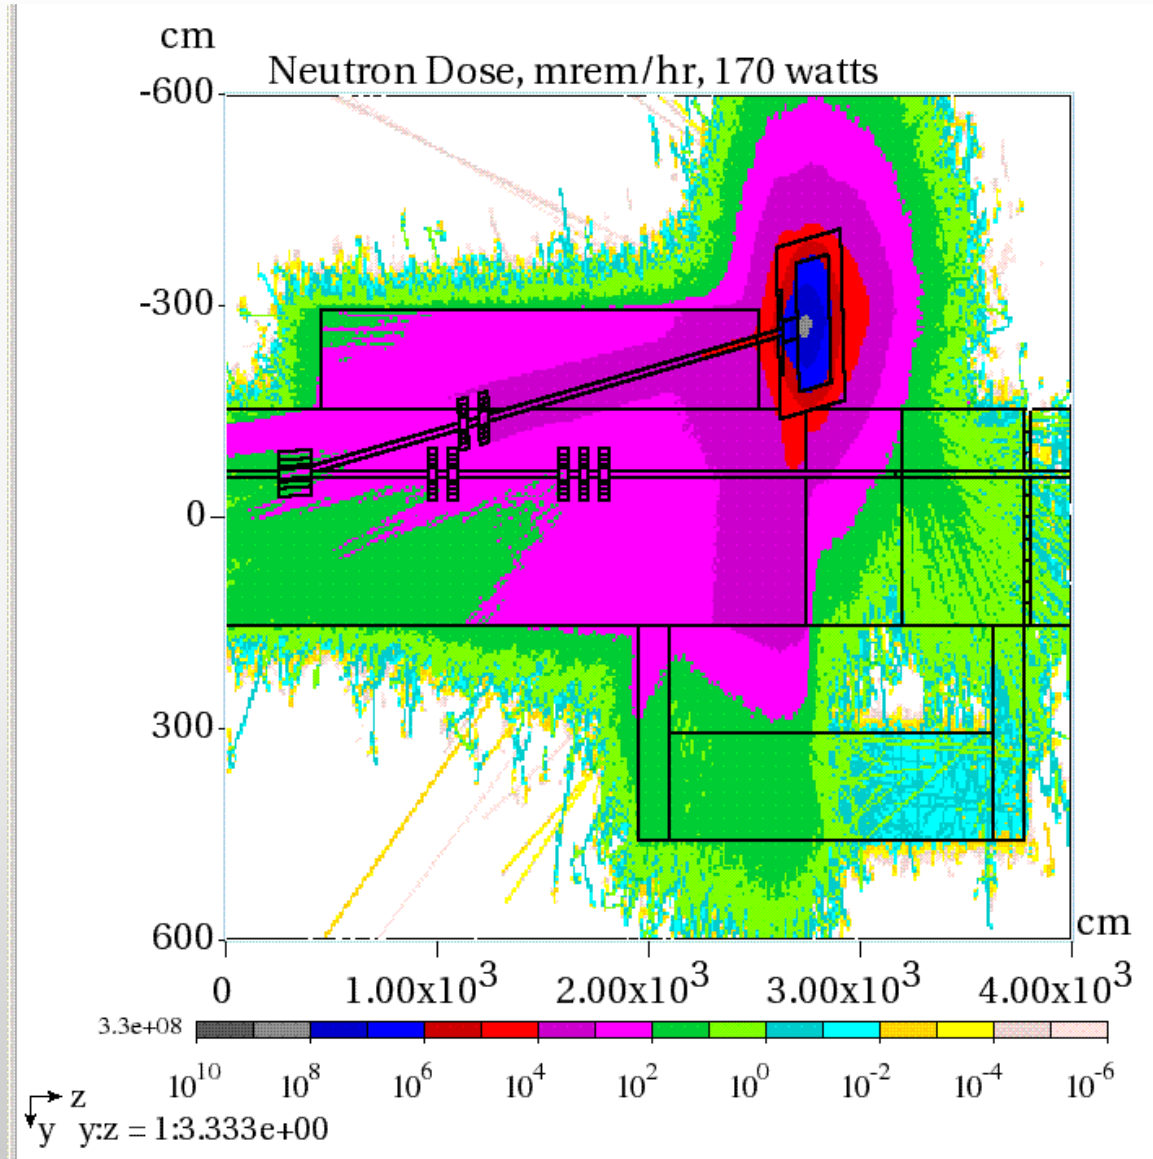 cm
Neutron Dose, mrem/hr, 170 watts
-600
-300
0
300
600
cm
0 1.00x10³ 2.00x10³ 3.00x10³ 4.00x10³
3.3e+08
10¹⁰ 10⁸ 10⁶ 10⁴ 10² 10⁰ 10⁻² 10⁻⁴ 10⁻⁶
z
y y:z = 1:3.333e+00